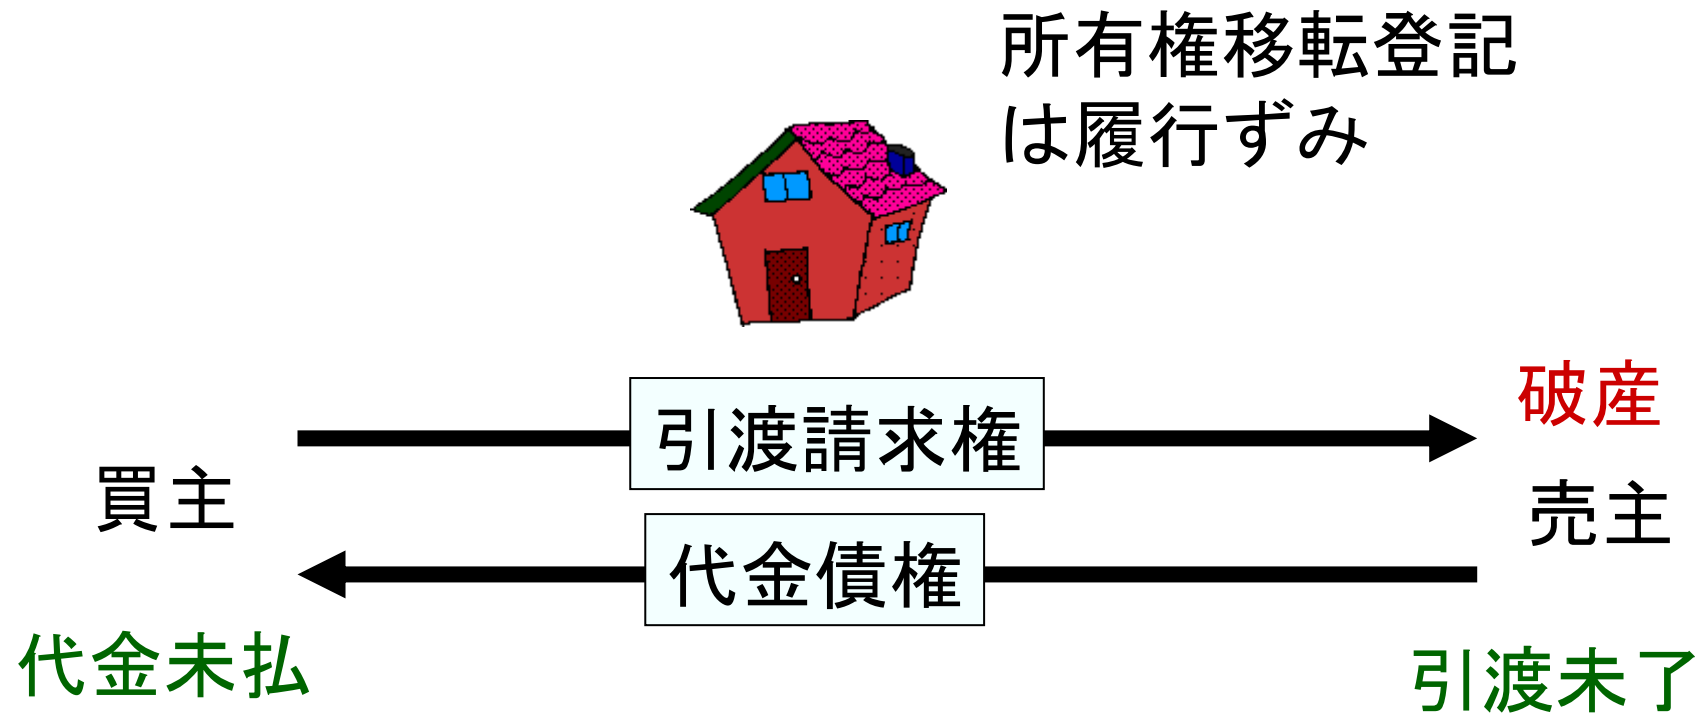 所有権移転登記
は履行ずみ
破産
引渡請求権
買主
売主
代金債権
代金未払
引渡未了